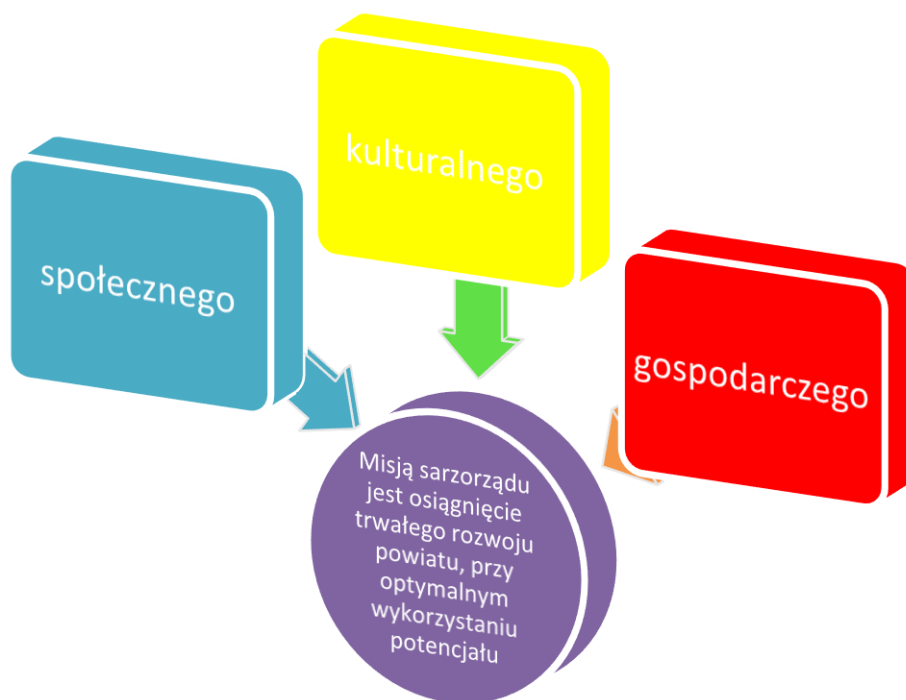 kulturalnego
społecznego
gospodarczego
Misją sarzorządu
jest osiągnięcie
trwałego rozwoju
powiatu, przy
optymalnym
wykorzystaniu
potencjału